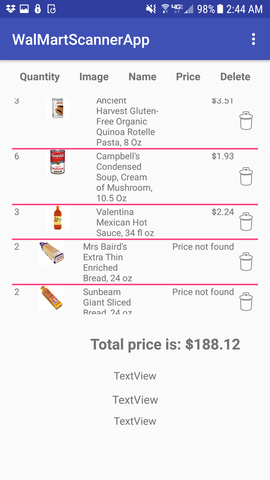 98% 2:44 AM
WalMartScannerApp
Quantity Image Name Price Delete
3 Ancient $3.51
Harvest Gluten-
Free Organic
Quinoa Rotelle
Pasta, 8 Oz
6 Campbell's $1.93
Condensed
Soup, Cream
of Mushroom,
10.5 Oz
3 Valentina $2.24
Mexican Hot
Sauce, 34 fl oz
2 Mrs Baird's Price not found
Extra Thin
Enriched
Bread, 24 oz
2 Sunbeam Price not found
Giant Sliced
Bread, 24 oz
Total price is: $188.12
TextView
TextView
TextView